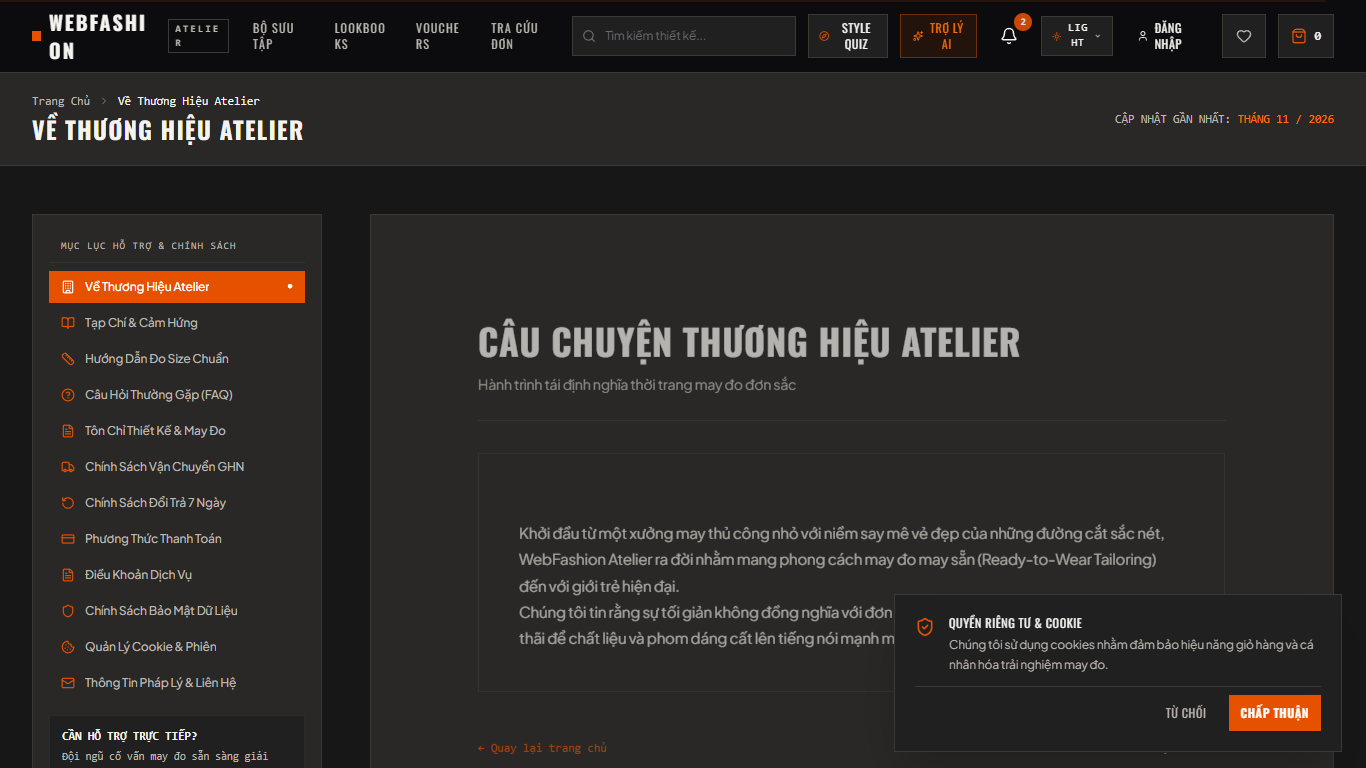 WEBFASHI
ON
ATELIE
R
BỘ SƯU
TẬP
LOOKBOO
KS
VOUCHE
RS
TRA CỨU
ĐƠN
Tìm kiếm thiết kế...
STYLE
QUIZ
TRỢ LÝ
AI
2
LIG
HT
ĐĂNG
NHẬP
0
Trang Chủ > Về Thương Hiệu Atelier
VỀ THƯƠNG HIỆU ATELIER
CẬP NHẬT GẦN NHẤT: THÁNG 11 / 2026
MỤC LỤC HỖ TRỢ & CHÍNH SÁCH
Về Thương Hiệu Atelier
Tạp Chí & Cảm Hứng
Hướng Dẫn Đo Size Chuẩn
Câu Hỏi Thường Gặp (FAQ)
Tôn Chỉ Thiết Kế & May Đo
Chính Sách Vận Chuyển GHN
Chính Sách Đổi Trả 7 Ngày
Phương Thức Thanh Toán
Điều Khoản Dịch Vụ
Chính Sách Bảo Mật Dữ Liệu
Quản Lý Cookie & Phiên
Thông Tin Pháp Lý & Liên Hệ
CẦN HỖ TRỢ TRỰC TIẾP?
Đội ngũ cố vấn may đo sẵn sàng giải
CÂU CHUYỆN THƯƠNG HIỆU ATELIER
Hành trình tái định nghĩa thời trang may đo đơn sắc
Khởi đầu từ một xưởng may thủ công nhỏ với niềm say mê vẻ đẹp của những đường cắt sắc nét,
WebFashion Atelier ra đời nhằm mang phong cách may đo may sẵn (Ready-to-Wear Tailoring)
đến với giới trẻ hiện đại.
Chúng tôi tin rằng sự tối giản không đồng nghĩa với đơn
thãi để chất liệu và phom dáng cất lên tiếng nói mạnh m
← Quay lại trang chủ
QUYỀN RIÊNG TƯ & COOKIE
Chúng tôi sử dụng cookies nhằm đảm bảo hiệu năng giỏ hàng và cá
nhân hóa trải nghiệm may đo.
TỪ CHỐI
CHẤP THUẬN